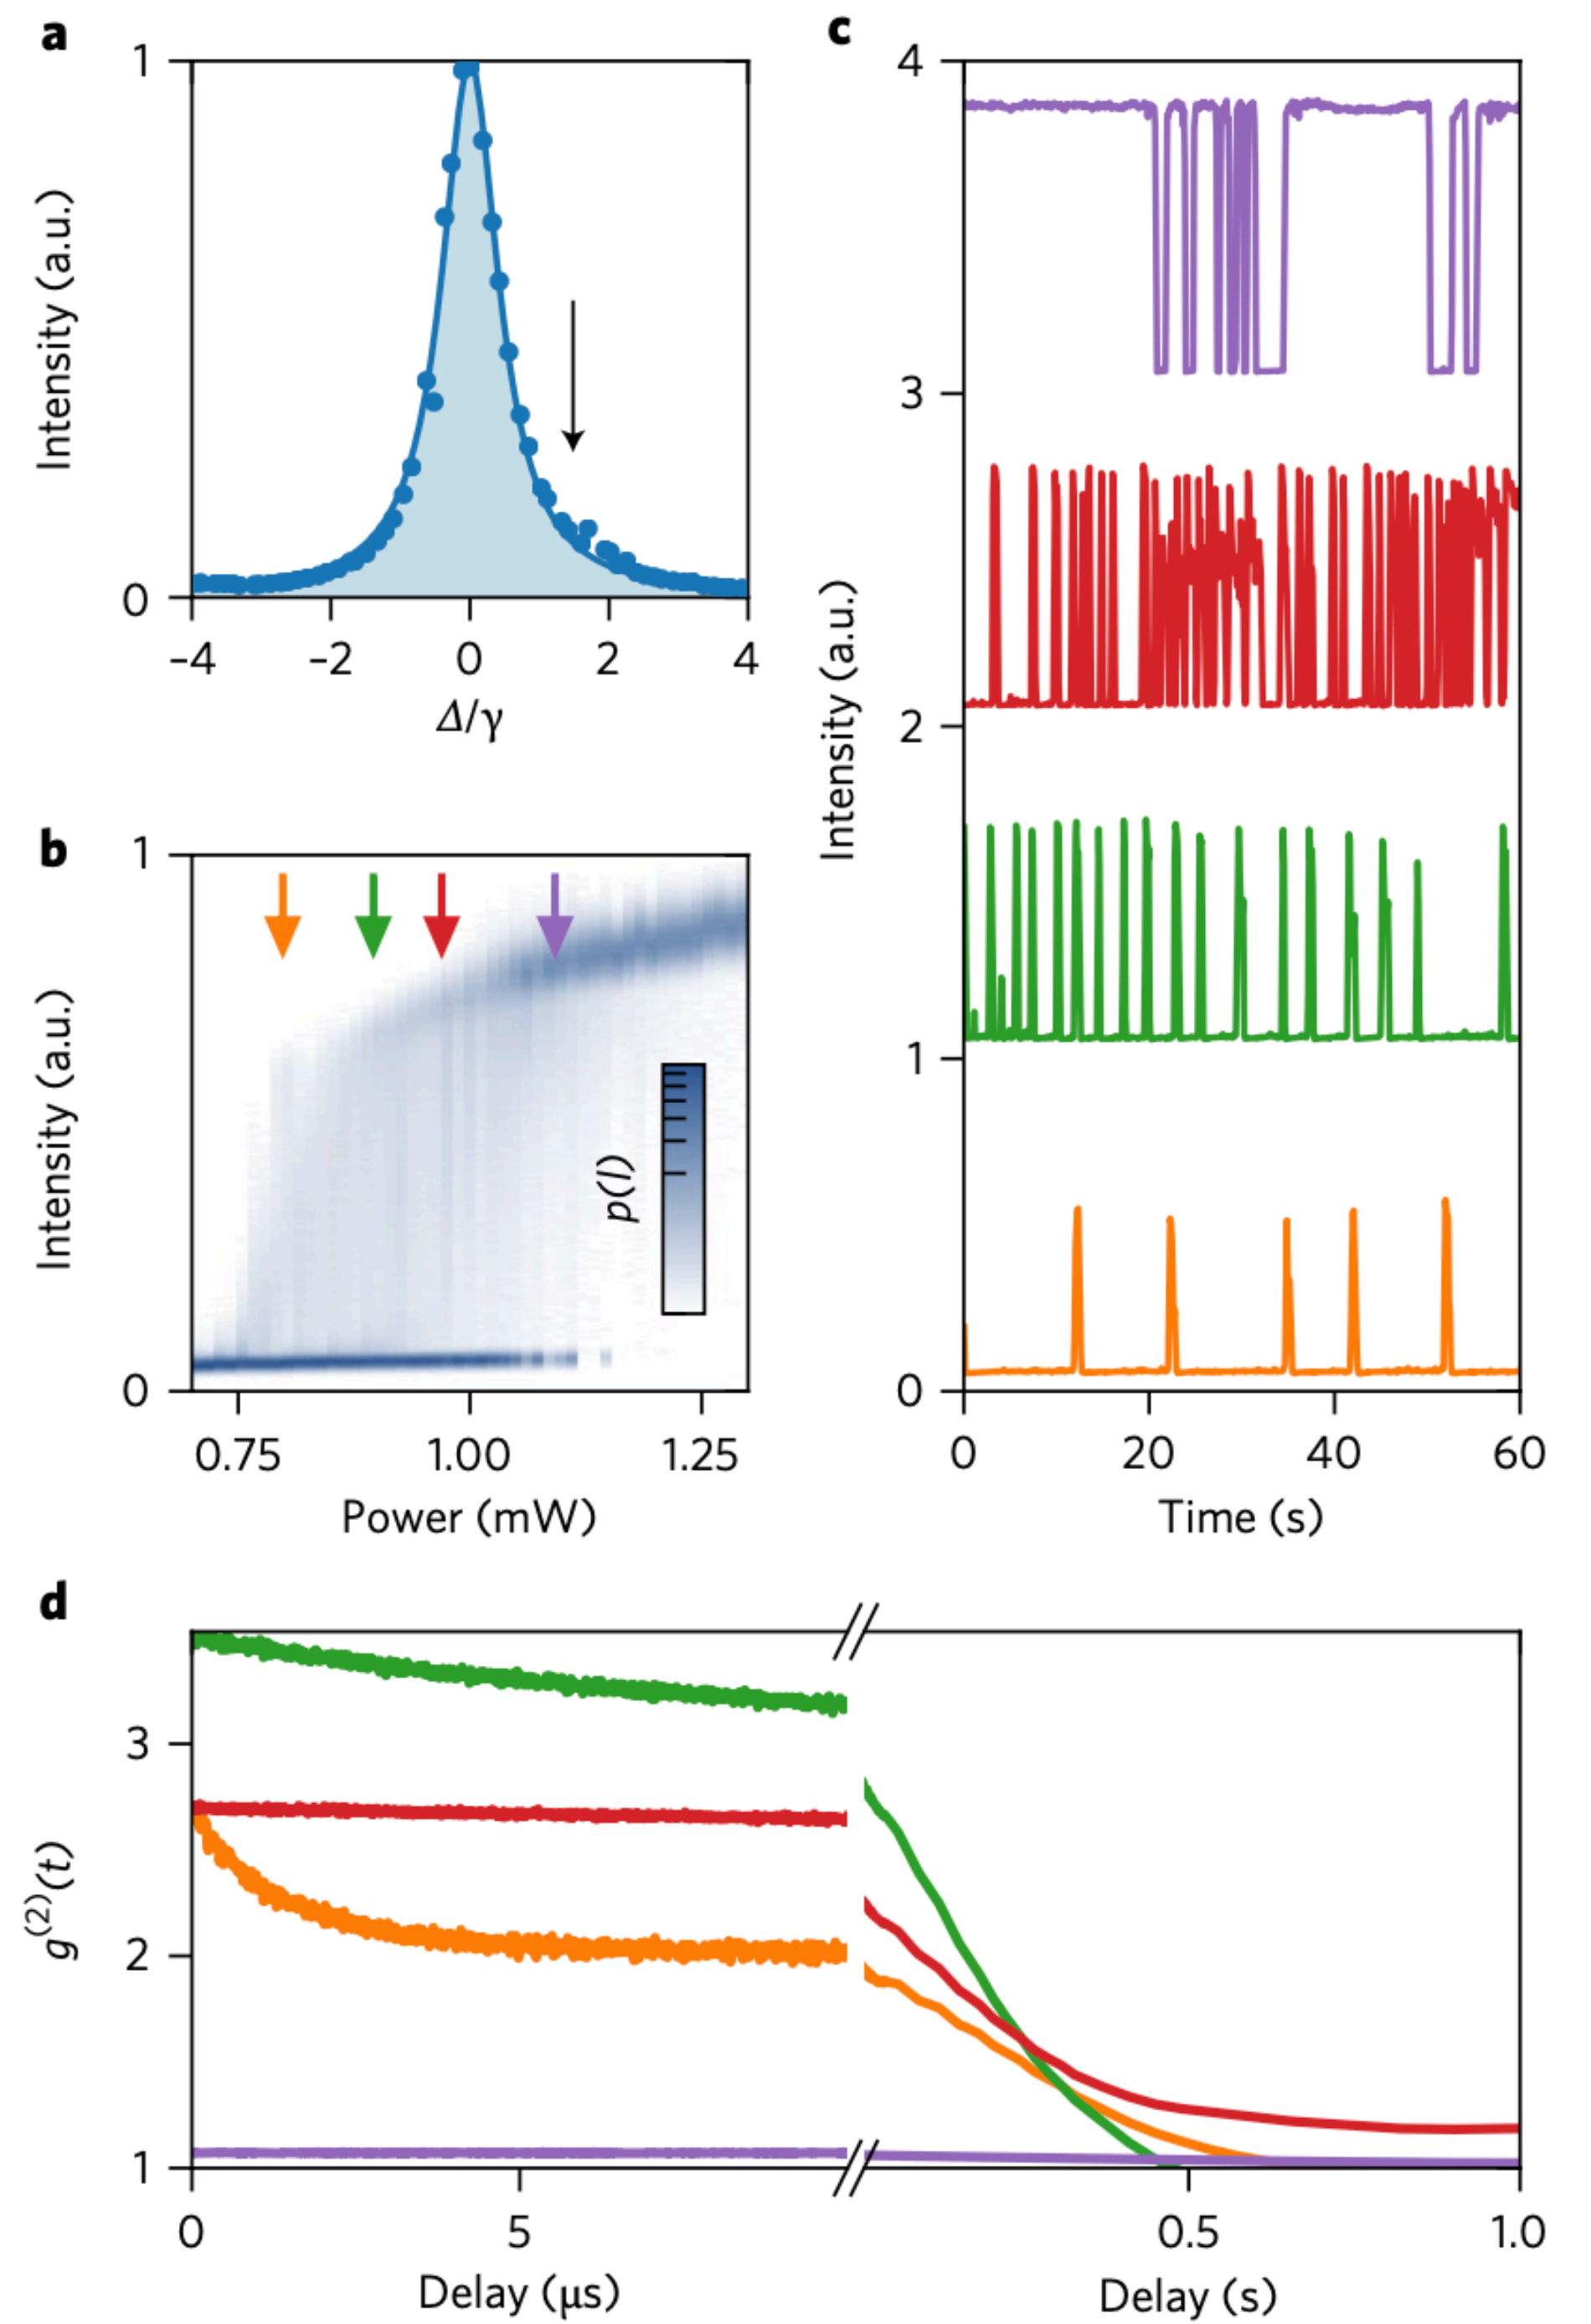 a
1
Intensity (a.u.)
0
-4 -2 0 2 4
Δ/γ
b
1
Intensity (a.u.)
p(I)
0
0.75 1.00 1.25
Power (mW)
c
4
3
Intensity (a.u.)
2
1
0
0 20 40 60
Time (s)
d
3
g(2)(t)
2
1
0 5 0.5 1.0
Delay (μs) Delay (s)